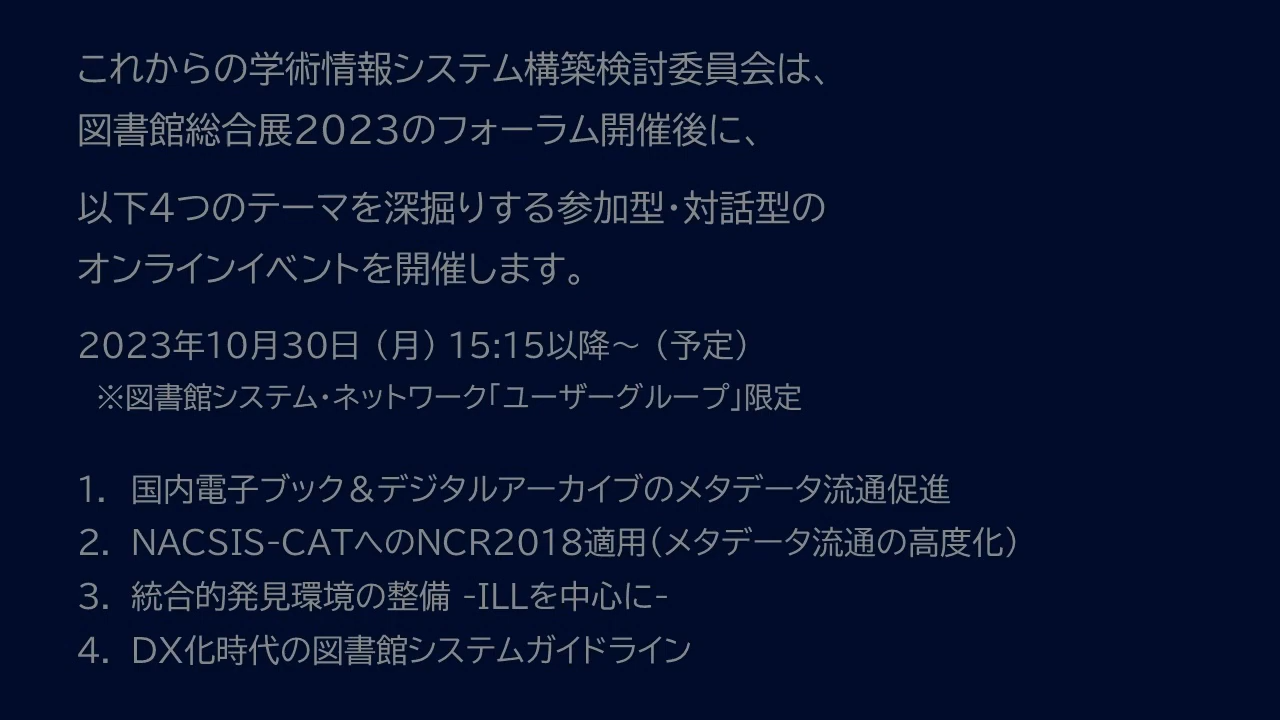 これからの学術情報システム構築検討委員会は、
図書館総合展2023のフォーラム開催後に、
以下4つのテーマを深掘りする参加型・対話型の
オンラインイベントを開催します。
2023年10月30日（月）15:15以降～（予定）
※図書館システム・ネットワーク「ユーザーグループ」限定
1. 国内電子ブック＆デジタルアーカイブのメタデータ流通促進
2. NACSIS-CATへのNCR2018適用（メタデータ流通の高度化）
3. 統合的発見環境の整備 -ILLを中心に-
4. DX化時代の図書館システムガイドライン